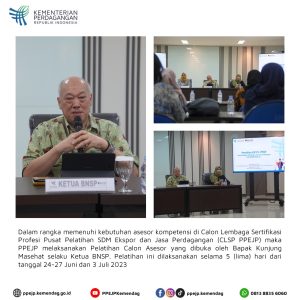 KEMENTERIAN
PERDAGANGAN
REPUBLIK INDONESIA
KETUA BNSP
Dalam rangka memenuhi kebutuhan asesor kompetensi di Calon Lembaga Sertifikasi
Profesi Pusat Pelatihan SDM Ekspor dan Jasa Perdagangan (CLSP PPEJP) maka
PPEJP melaksanakan Pelatihan Calon Asesor yang dibuka oleh Bapak Kunjung
Masehat selaku Ketua BNSP. Pelatihan ini dilaksanakan selama 5 (lima) hari dari
tanggal 24-27 Juni dan 3 Juli 2023
ppejp.kemendag.go.id
PPEJPKemendag
ppejp.kemendag
0813 8835 8100